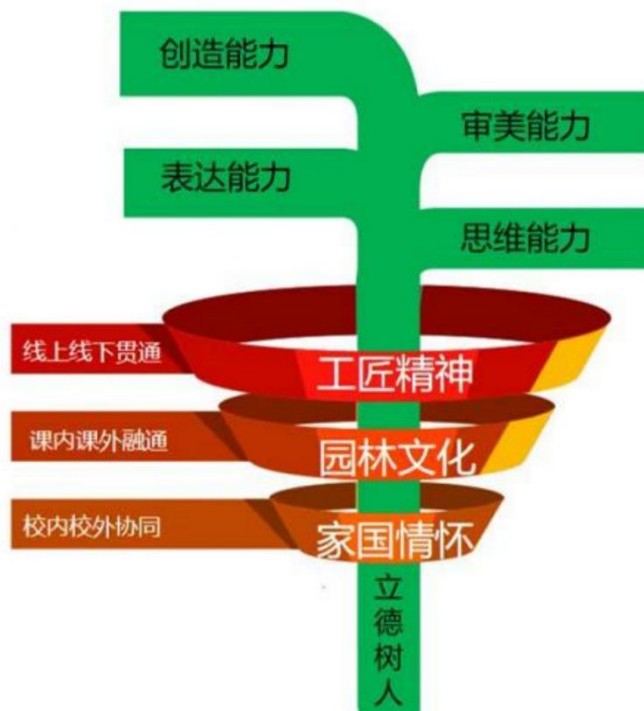 创造能力
审美能力
表达能力
思维能力
线上线下贯通
工匠精神
课内课外融通
园林文化
校内校外协同
家国情怀
立德树人